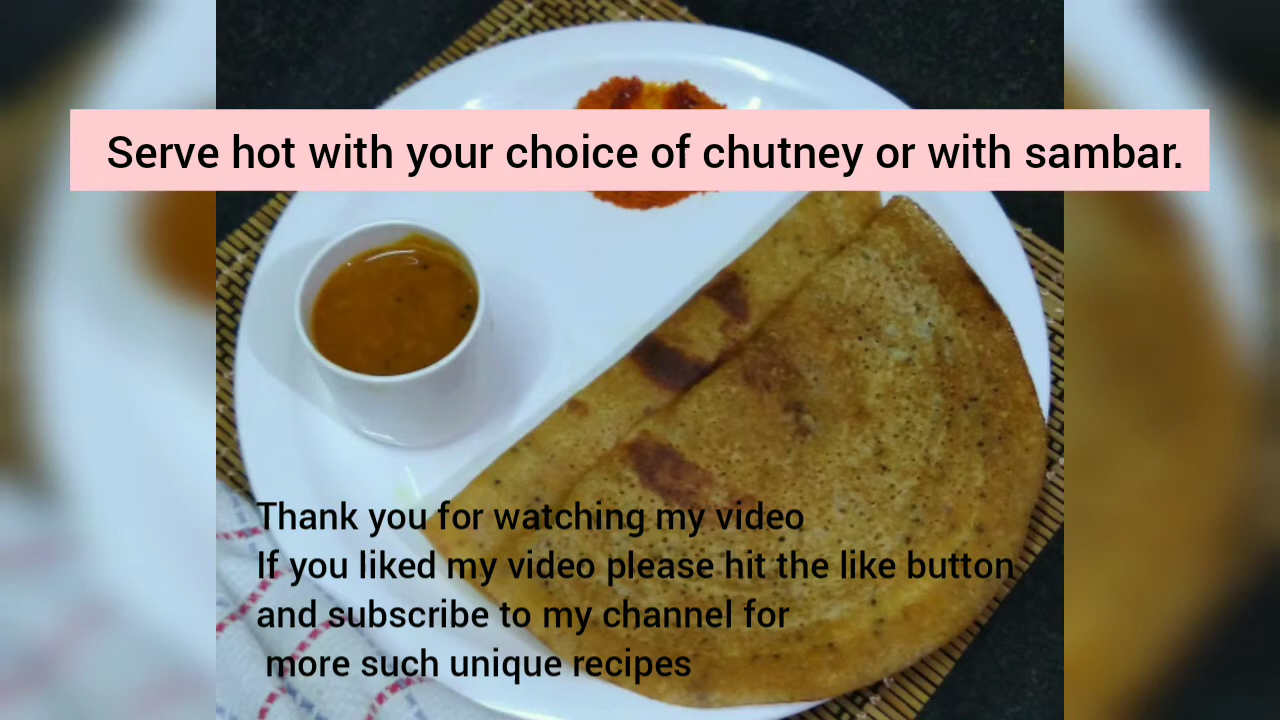 Serve hot with your choice of chutney or with sambar.
Thank you for watching my video
If you liked my video please hit the like button
and subscribe to my channel for
more such unique recipes